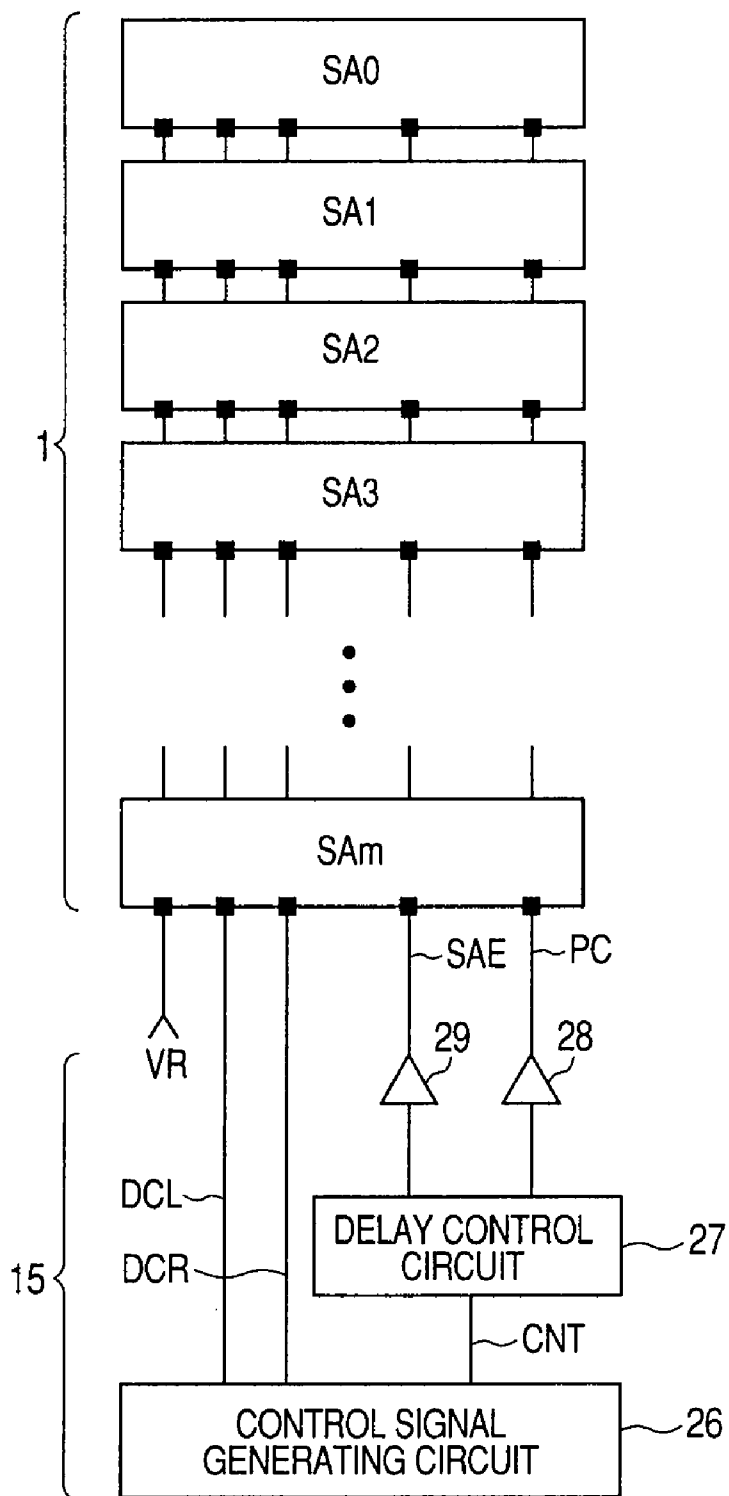 SA0
SA1
SA2
1
SA3
SAm
SAE
PC
29
28
VR
DCL
DELAY CONTROL
CIRCUIT
27
DCR
15
CNT
CONTROL SIGNAL
GENERATING CIRCUIT
26